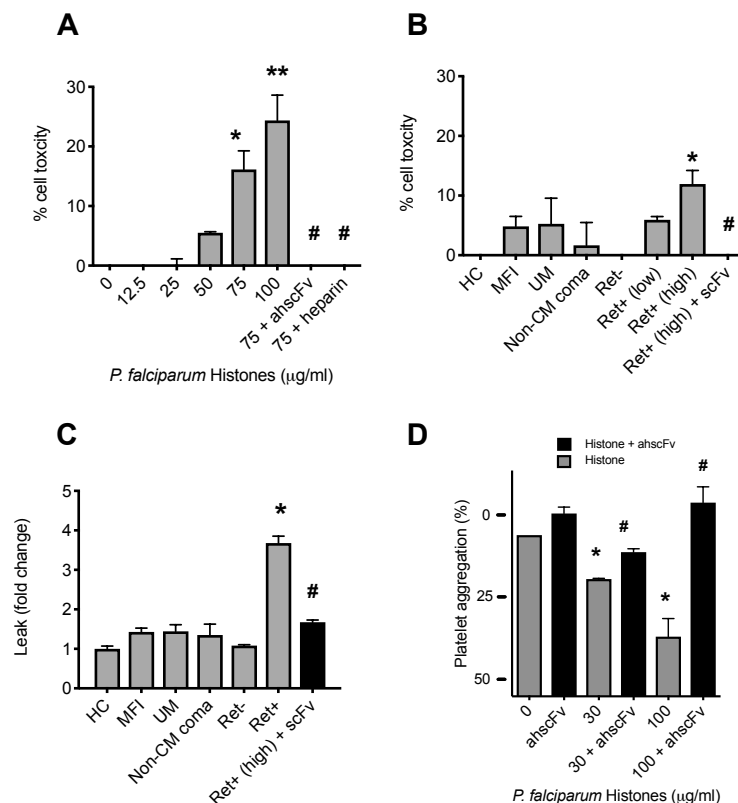 A
30
20
10
0
% cell toxcity
*
**
#
#
0
12.5
25
50
75
100
75 + ahscFv
75 + heparin
P. falciparum Histones (μg/ml)
B
30
20
10
0
% cell toxcity
*
#
HC
MFI
UM
Non-CM coma
Ret-
Ret+ (low)
Ret+ (high)
Ret+ (high) + scFv
C
5
4
3
2
1
0
Leak (fold change)
*
#
HC
MFI
UM
Non-CM coma
Ret-
Ret+
Ret+ (high) + scFv
D
Histone + ahscFv
Histone
0
25
50
Platelet aggregation (%)
*
#
*
#
0
ahscFv
30
30 + ahscFv
100
100 + ahscFv
P. falciparum Histones (μg/ml)